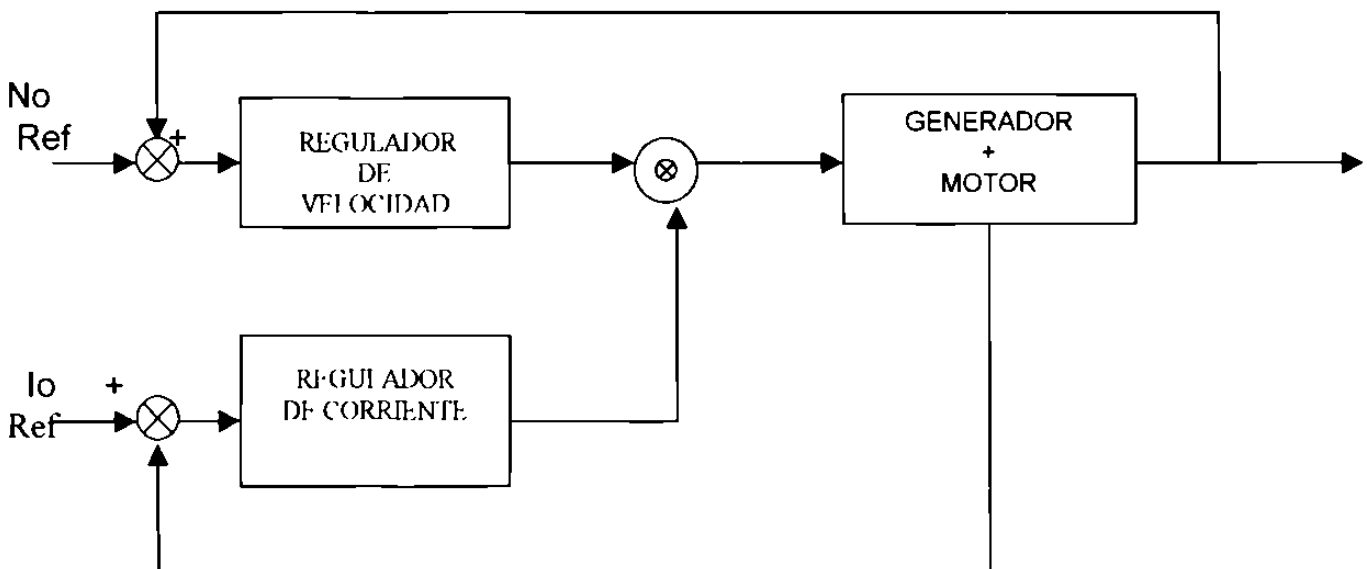 No
Ref
+
REGULADOR
DE
VELOCIDAD
GENERADOR
+
MOTOR
Io
+
Ref
REGULADOR
DE CORRIENTE